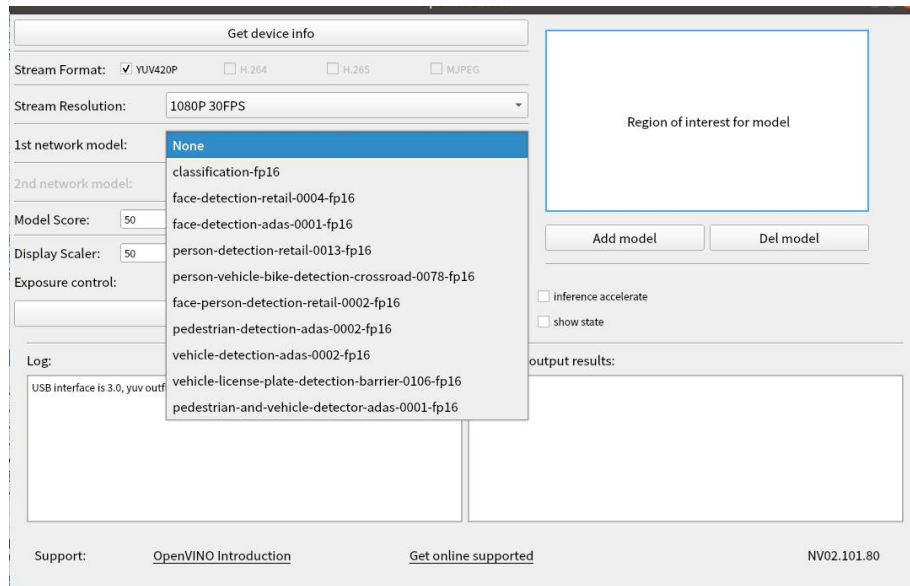 Get device info
Stream Format: YUV420P H.264 H.265 MJPEG
Stream Resolution: 1080P 30FPS
Region of interest for model
1st network model: None
classification-fp16
2nd network model:
face-detection-retail-0004-fp16
Model Score: 50
face-detection-adas-0001-fp16
Add model Del model
Display Scaler: 50
person-detection-retail-0013-fp16
Exposure control:
person-vehicle-bike-detection-crossroad-0078-fp16
inference accelerate
face-person-detection-retail-0002-fp16
show state
pedestrian-detection-adas-0002-fp16
vehicle-detection-adas-0002-fp16
Log: output results:
vehicle-license-plate-detection-barrier-0106-fp16
USB interface is 3.0, yuv
pedestrian-and-vehicle-detector-adas-0001-fp16
Support: OpenVINO Introduction Get online supported NV02.101.80